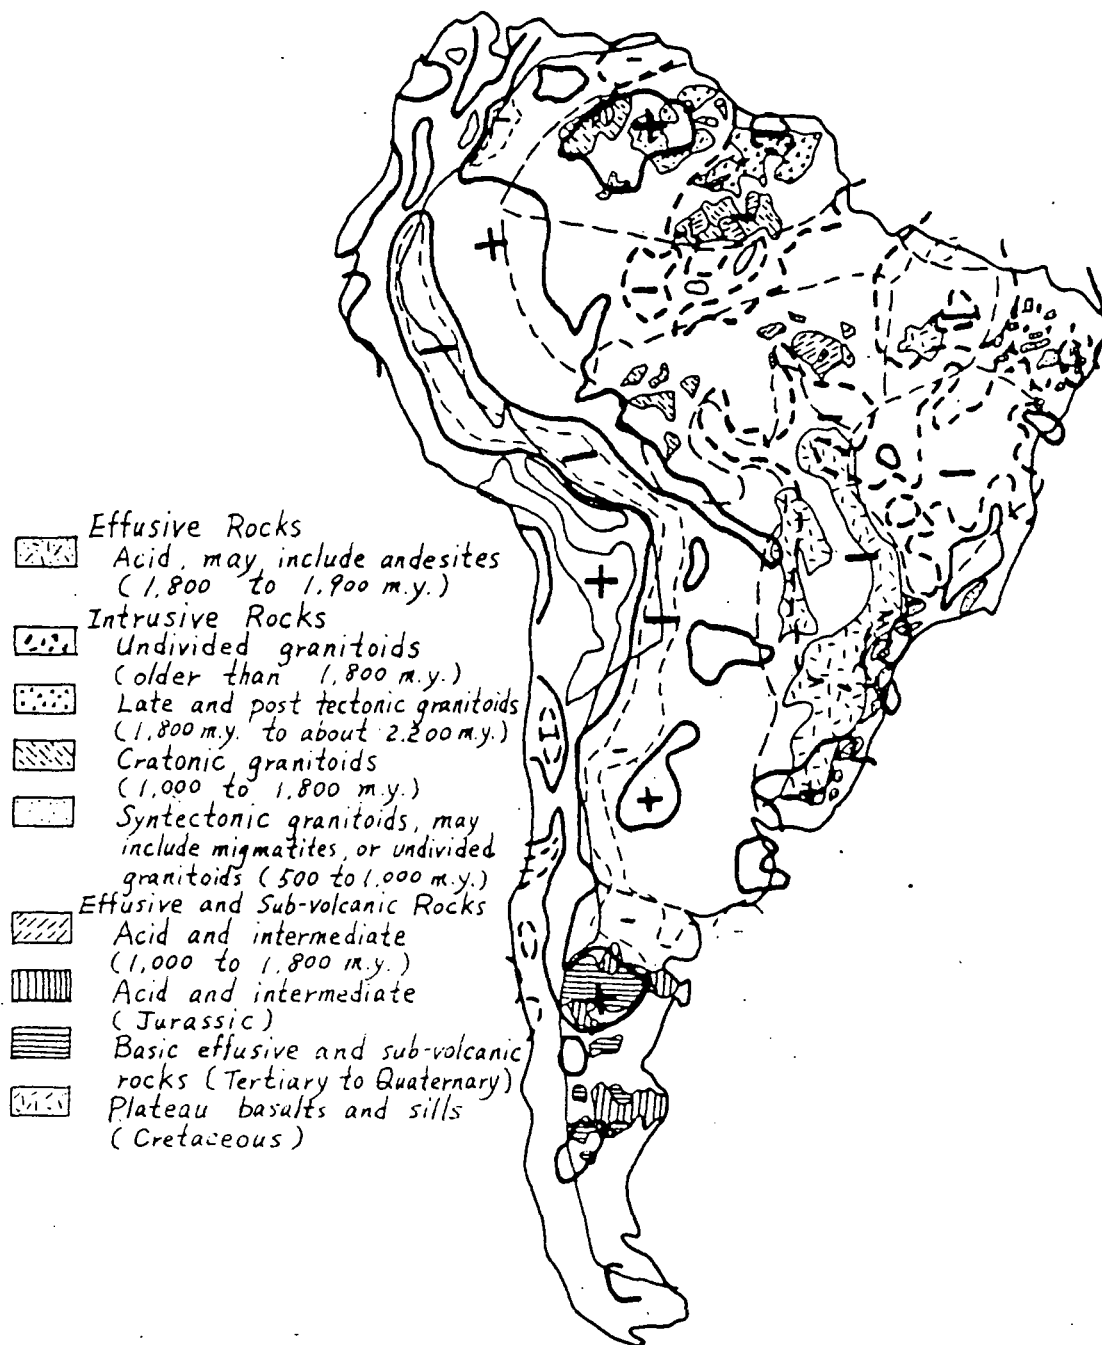 Effusive Rocks
Acid, may include andesites
(1,800 to 1,900 m.y.)
Intrusive Rocks
Undivided granitoids
(older than 1,800 m.y.)
Late and post tectonic granitoids
(1,800 m.y. to about 2.200 m.y.)
Cratonic granitoids
(1,000 to 1,800 m.y.)
Syntectonic granitoids, may
include migmatites, or undivided
granitoids (500 to 1,000 m.y.)
Effusive and Sub-volcanic Rocks
Acid and intermediate
(1,000 to 1,800 m.y.)
Acid and intermediate
(Jurassic)
Basic effusive and sub-volcanic
rocks (Tertiary to Quaternary)
Plateau basalts and sills
(Cretaceous)